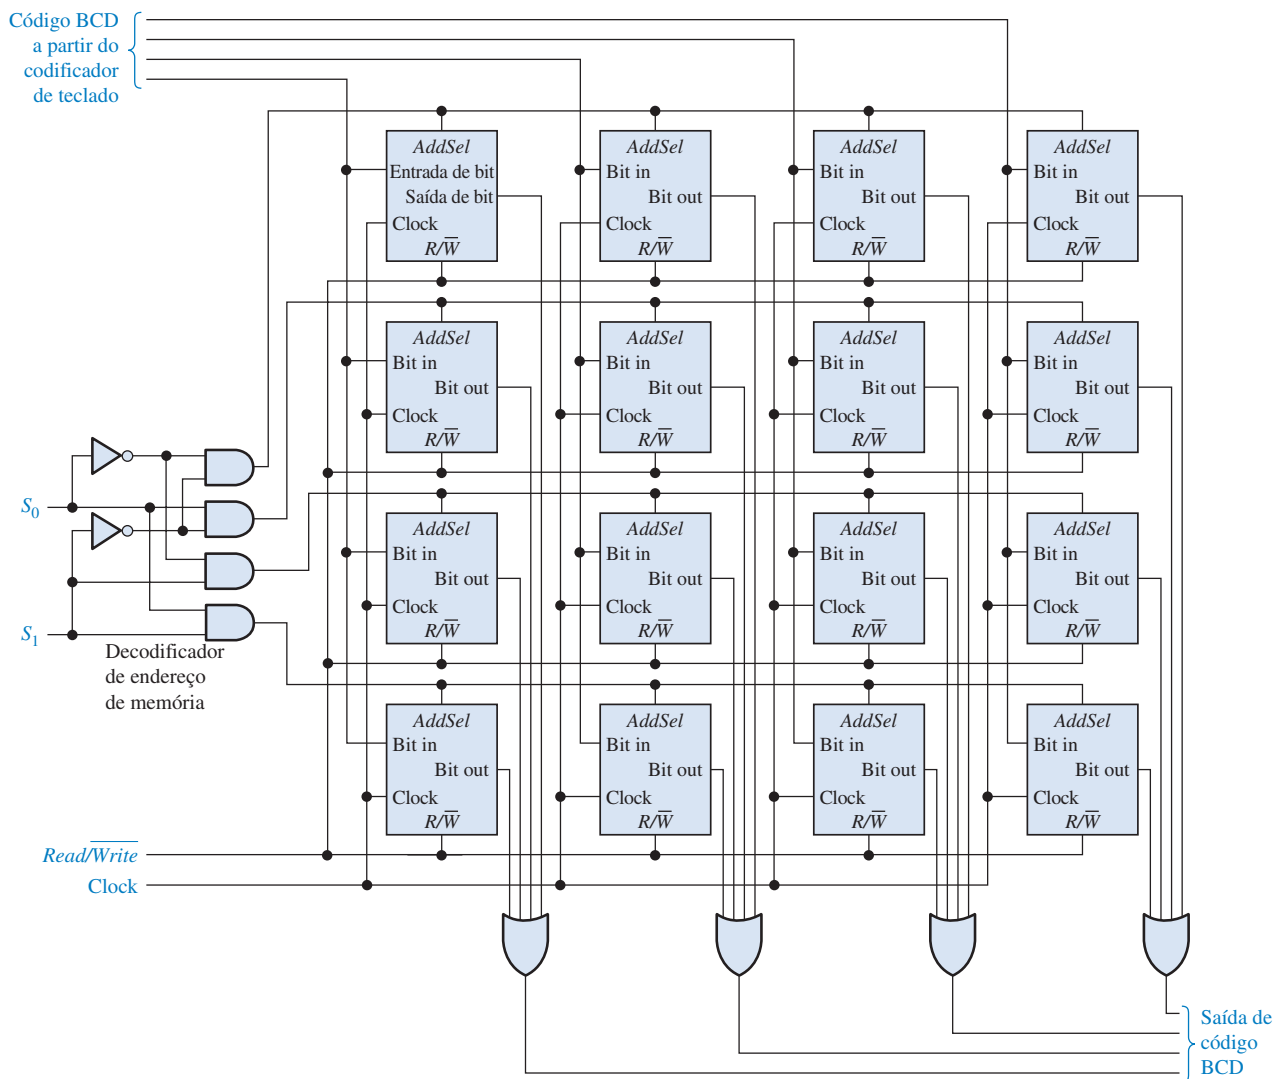 Código BCD
a partir do
codificador
de teclado
AddSel
Entrada de bit
Saída de bit
Clock
R/W̅
AddSel
Bit in
Bit out
Clock
R/W̅
AddSel
Bit in
Bit out
Clock
R/W̅
AddSel
Bit in
Bit out
Clock
R/W̅
AddSel
Bit in
Bit out
Clock
R/W̅
AddSel
Bit in
Bit out
Clock
R/W̅
AddSel
Bit in
Bit out
Clock
R/W̅
AddSel
Bit in
Bit out
Clock
R/W̅
S₀
S₁
Decodificador
de endereço
de memória
AddSel
Bit in
Bit out
Clock
R/W̅
AddSel
Bit in
Bit out
Clock
R/W̅
AddSel
Bit in
Bit out
Clock
R/W̅
AddSel
Bit in
Bit out
Clock
R/W̅
AddSel
Bit in
Bit out
Clock
R/W̅
AddSel
Bit in
Bit out
Clock
R/W̅
AddSel
Bit in
Bit out
Clock
R/W̅
AddSel
Bit in
Bit out
Clock
R/W̅
Read/W̅r̅i̅t̅e̅
Clock
Saída de
código
BCD